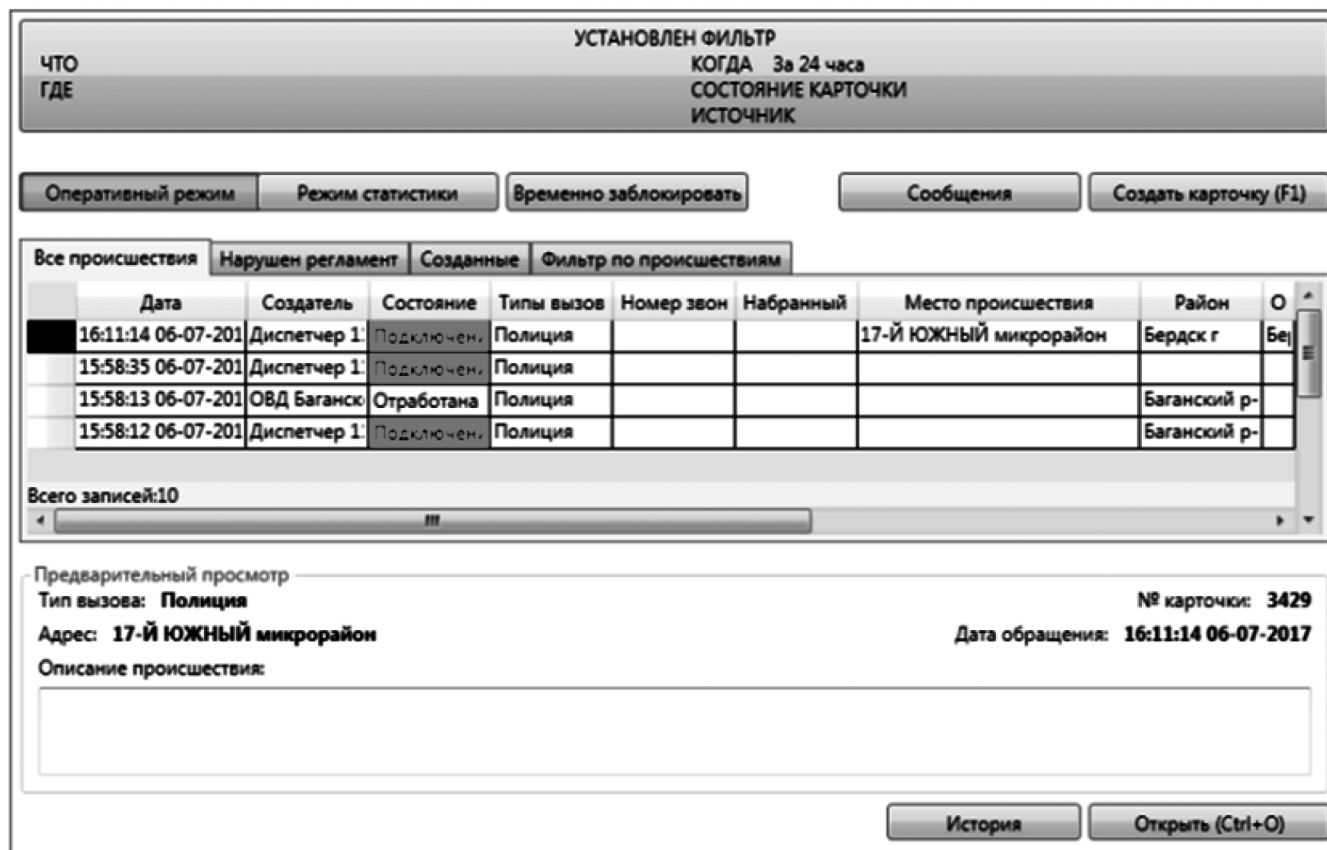 УСТАНОВЛЕН ФИЛЬТР
ЧТО КОГДА За 24 часа
ГДЕ СОСТОЯНИЕ КАРТОЧКИ
ИСТОЧНИК
Оперативный режим Режим статистики Временно заблокировать Сообщения Создать карточку (F1)
Все происшествия Нарушен регламент Созданные Фильтр по происшествиям
Дата Создатель Состояние Типы вызов Номер звон Набранный Место происшествия Район О
16:11:14 06-07-201 Диспетчер 1 Подключен Полиция 17-Й ЮЖНЫЙ микрорайон Бердск г Бер
15:58:35 06-07-201 Диспетчер 1 Подключен Полиция
15:58:13 06-07-201 ОВД Баганск Отработана Полиция Баганский р-
15:58:12 06-07-201 Диспетчер 1 Подключен Полиция Баганский р-
Всего записей:10
Предварительный просмотр
Тип вызова: Полиция № карточки: 3429
Адрес: 17-Й ЮЖНЫЙ микрорайон Дата обращения: 16:11:14 06-07-2017
Описание происшествия:
История Открыть (Ctrl+O)